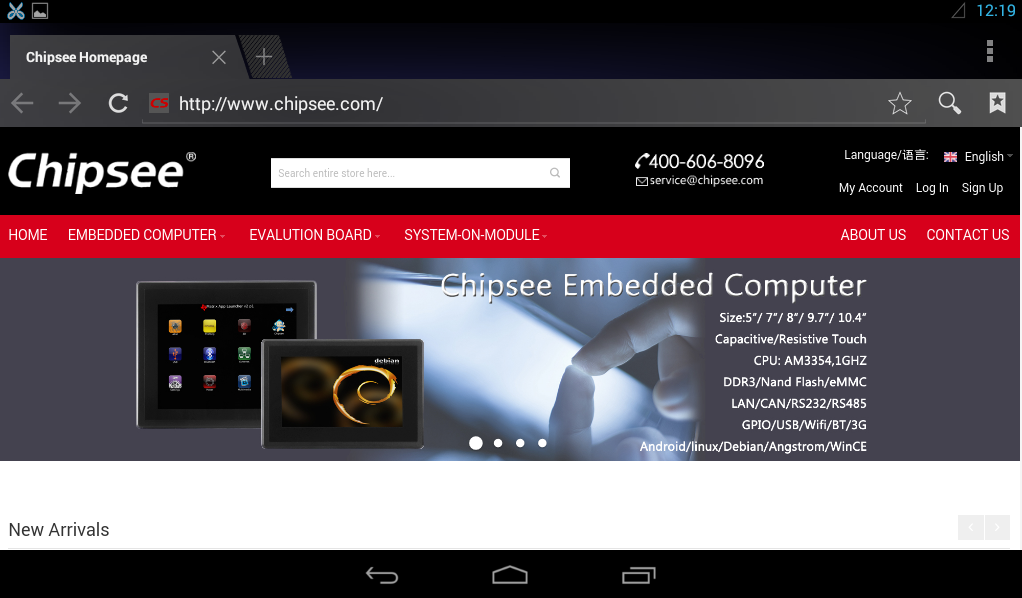 12:19
Chipsee Homepage
http://www.chipsee.com/
Chipsee®
Search entire store here...
400-606-8096
service@chipsee.com
Language/语言: English
My Account Log In Sign Up
HOME EMBEDDED COMPUTER EVALUTION BOARD SYSTEM-ON-MODULE ABOUT US CONTACT US
Chipsee Embedded Computer
Size:5"/ 7"/ 8"/ 9.7"/ 10.4"
Capacitive/Resistive Touch
CPU: AM3354,1GHZ
DDR3/Nand Flash/eMMC
LAN/CAN/RS232/RS485
GPIO/USB/Wifi/BT/3G
Android/linux/Debian/Angstrom/WinCE
debian
New Arrivals